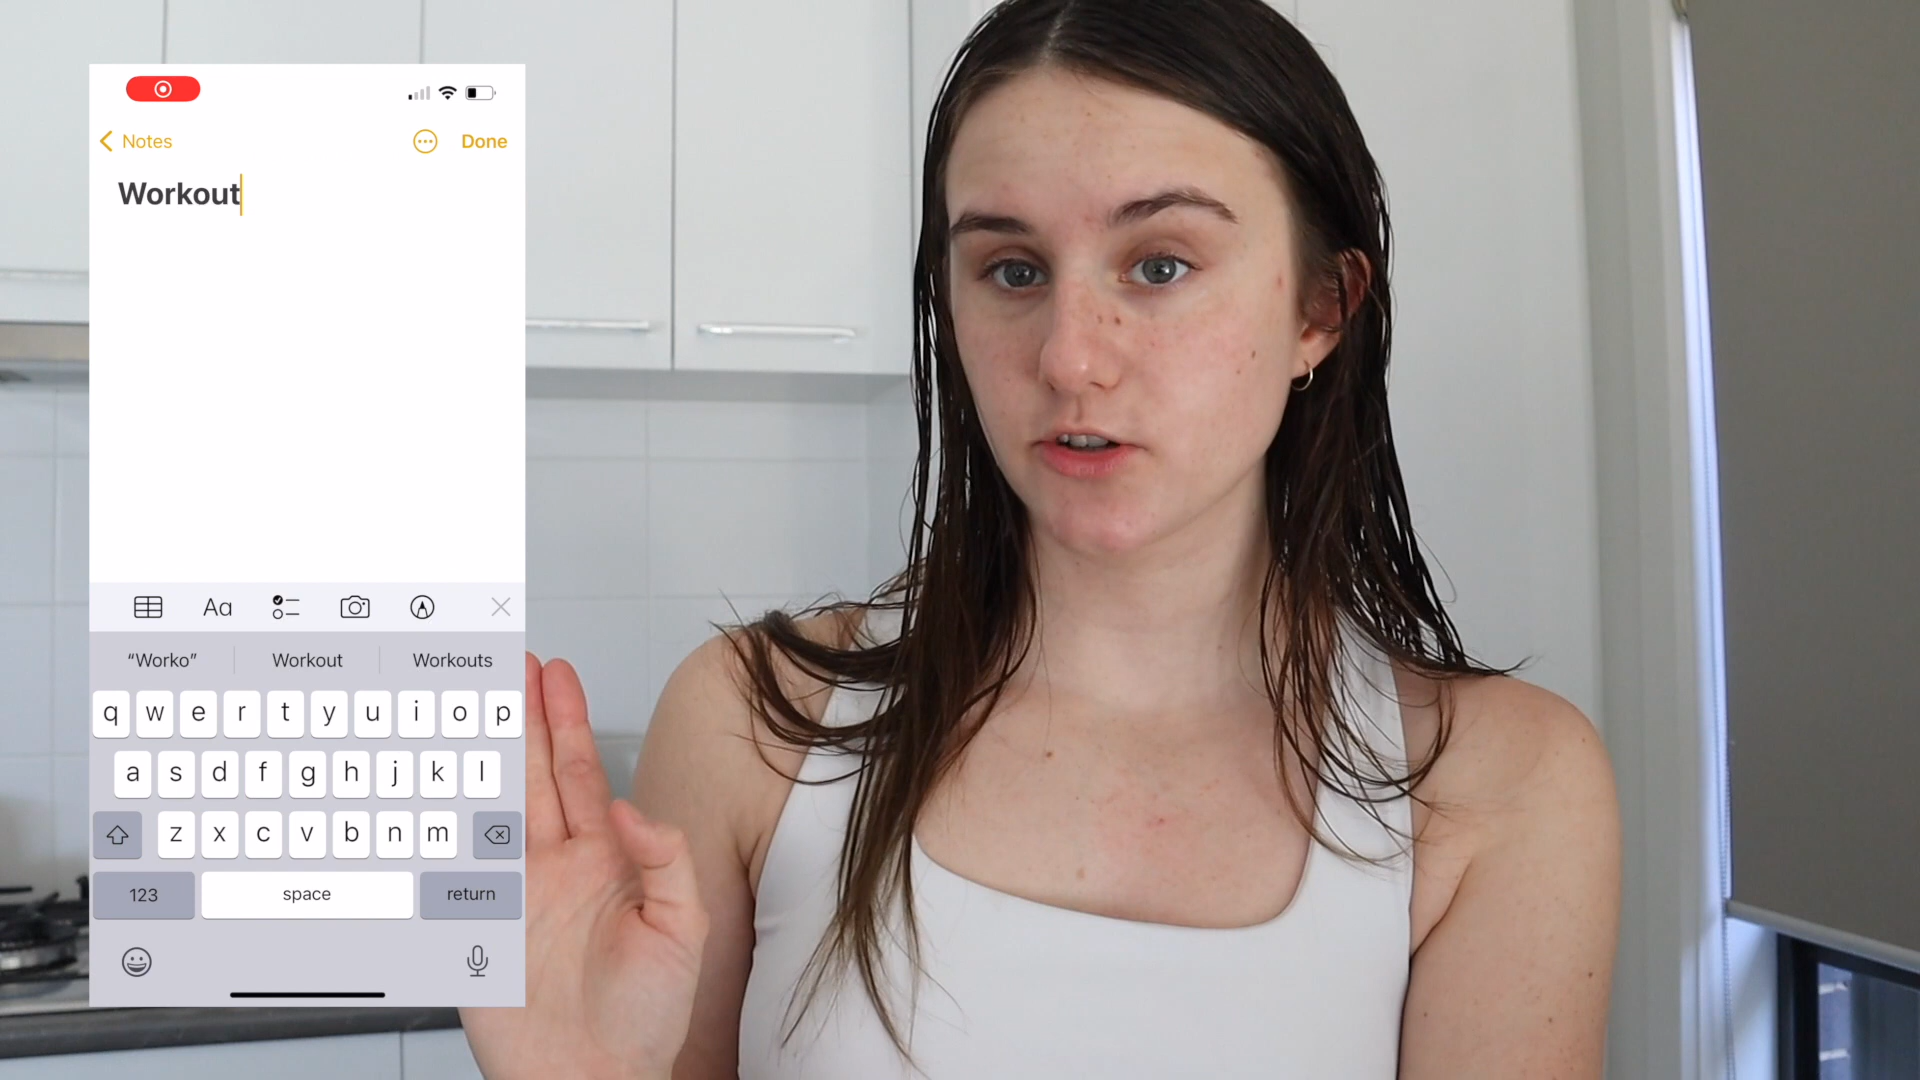 Notes Done
Workout
Aa
“Worko” Workout Workouts
q w e r t y u i o p
a s d f g h j k l
z x c v b n m
123 space return